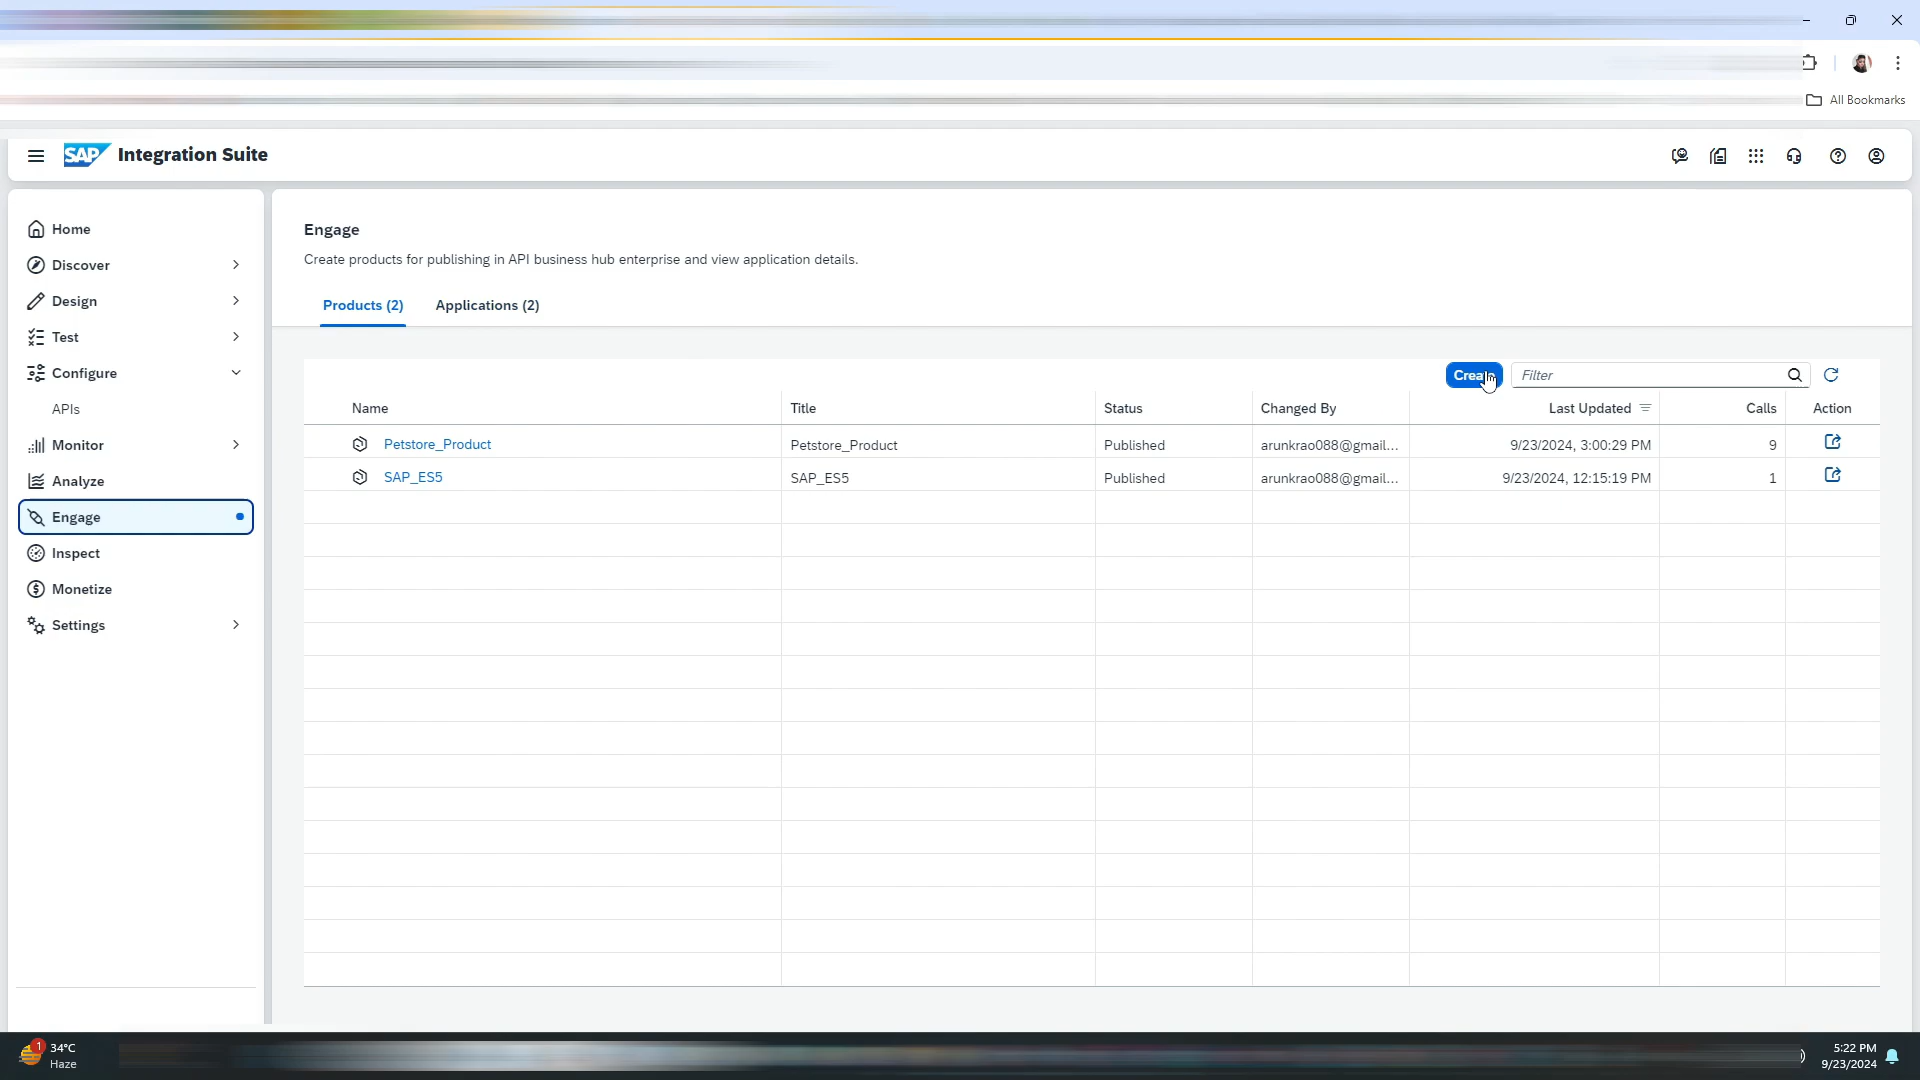 All Bookmarks
SAP Integration Suite
Home
Discover
Design
Test
Configure
APIs
Monitor
Analyze
Engage
Inspect
Monetize
Settings
Engage
Create products for publishing in API business hub enterprise and view application details.
Products (2) Applications (2)
Create Filter
Name Title Status Changed By Last Updated Calls Action
Petstore_Product Petstore_Product Published arunkrao088@gmail... 9/23/2024, 3:00:29 PM 9
SAP_ES5 SAP_ES5 Published arunkrao088@gmail... 9/23/2024, 12:15:19 PM 1
1
34°C
Haze
5:22 PM
9/23/2024